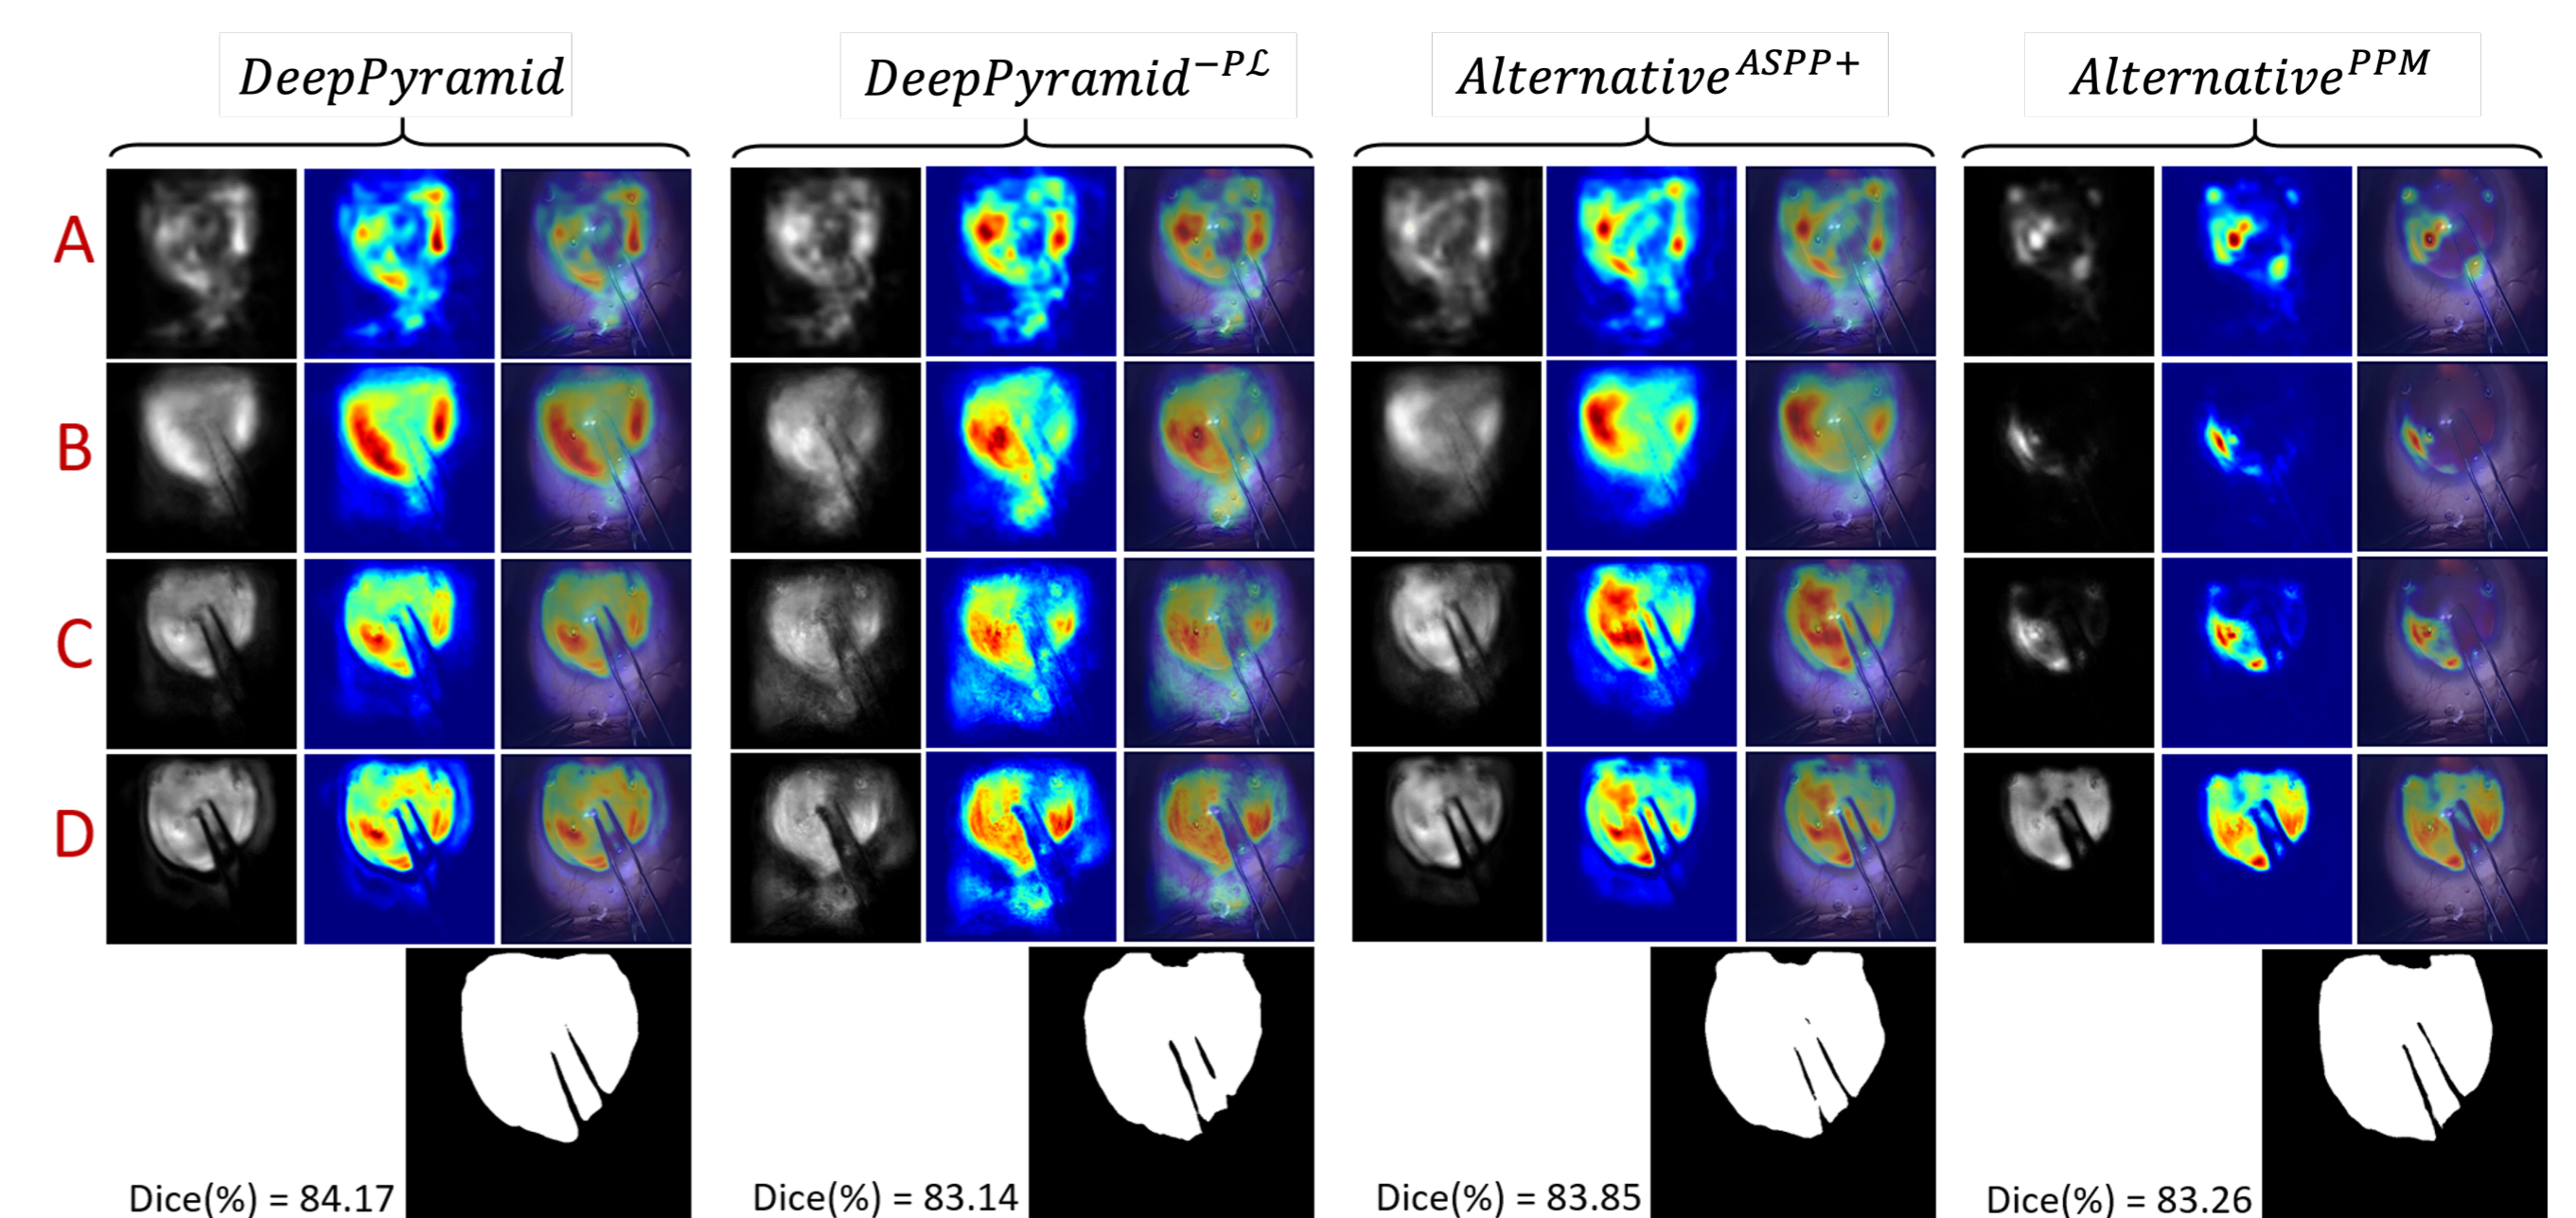 DeepPyramid
DeepPyramid^{-Pℒ}
Alternative^{ASPP+}
Alternative^{PPM}
A
B
C
D
Dice(%) = 84.17
Dice(%) = 83.14
Dice(%) = 83.85
Dice(%) = 83.26